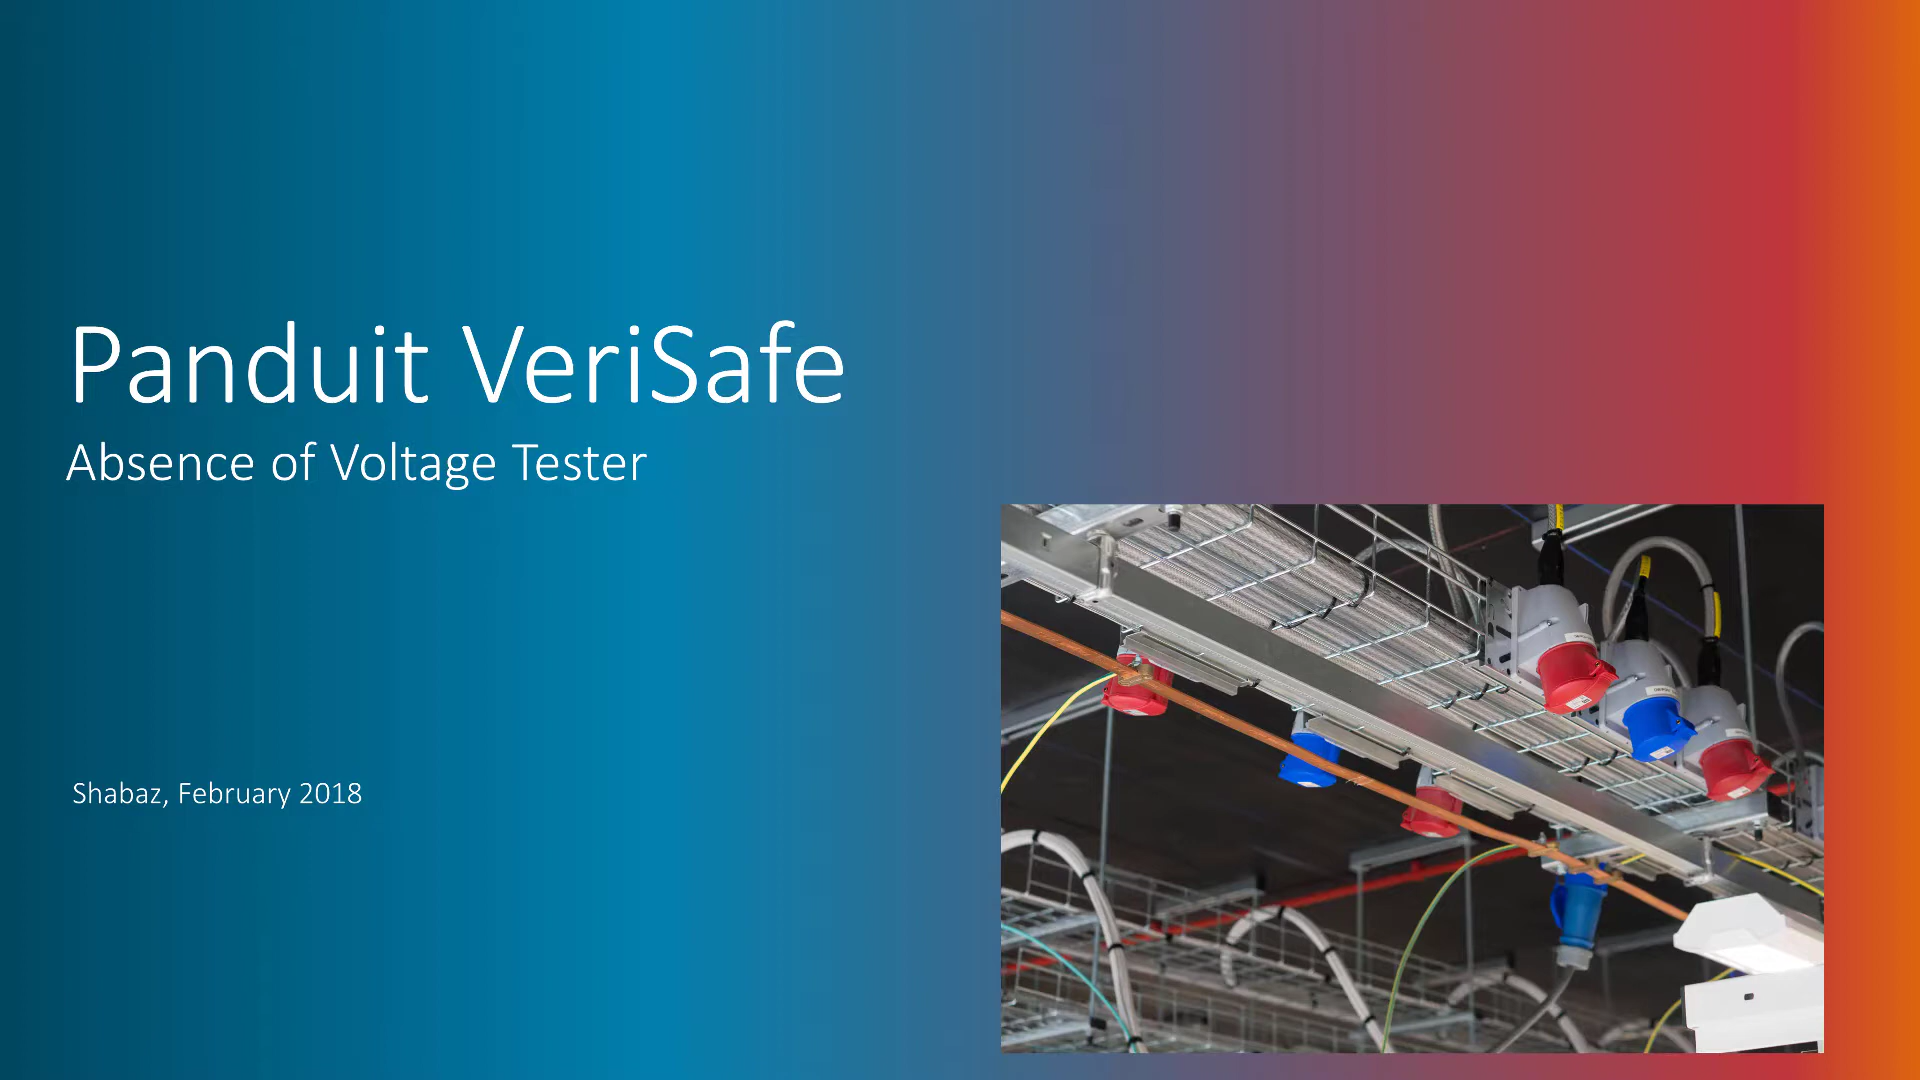 Panduit VeriSafe
Absence of Voltage Tester
Shabaz, February 2018